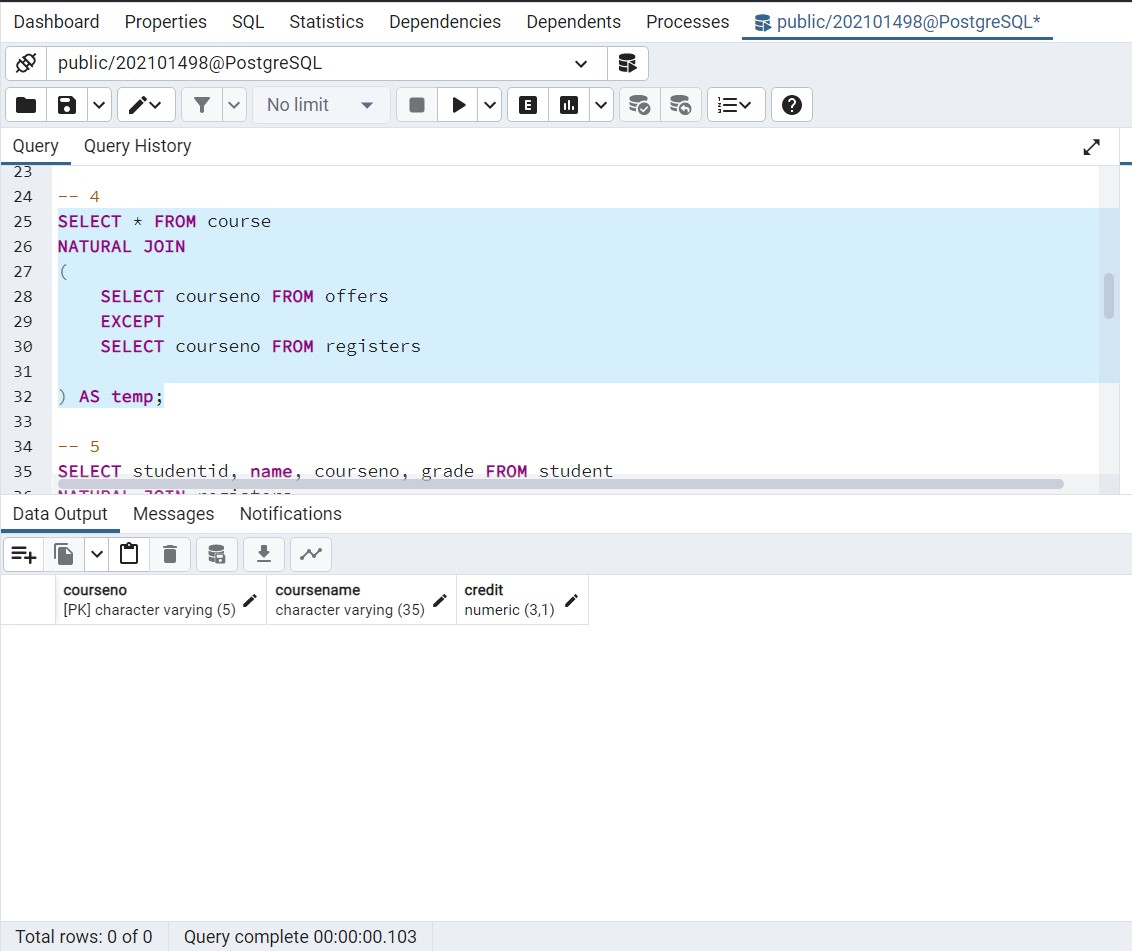 Dashboard Properties SQL Statistics Dependencies Dependents Processes public/202101498@PostgreSQL*
public/202101498@PostgreSQL
No limit
E
?
Query Query History
23
24 -- 4
25 SELECT * FROM course
26 NATURAL JOIN
27 (
28 SELECT courseno FROM offers
29 EXCEPT
30 SELECT courseno FROM registers
31
32 ) AS temp;
33
34 -- 5
35 SELECT studentid, name, courseno, grade FROM student
36 NATURAL JOIN registers
Data Output Messages Notifications
courseno coursename credit
[PK] character varying (5) character varying (35) numeric (3,1)
Total rows: 0 of 0 Query complete 00:00:00.103